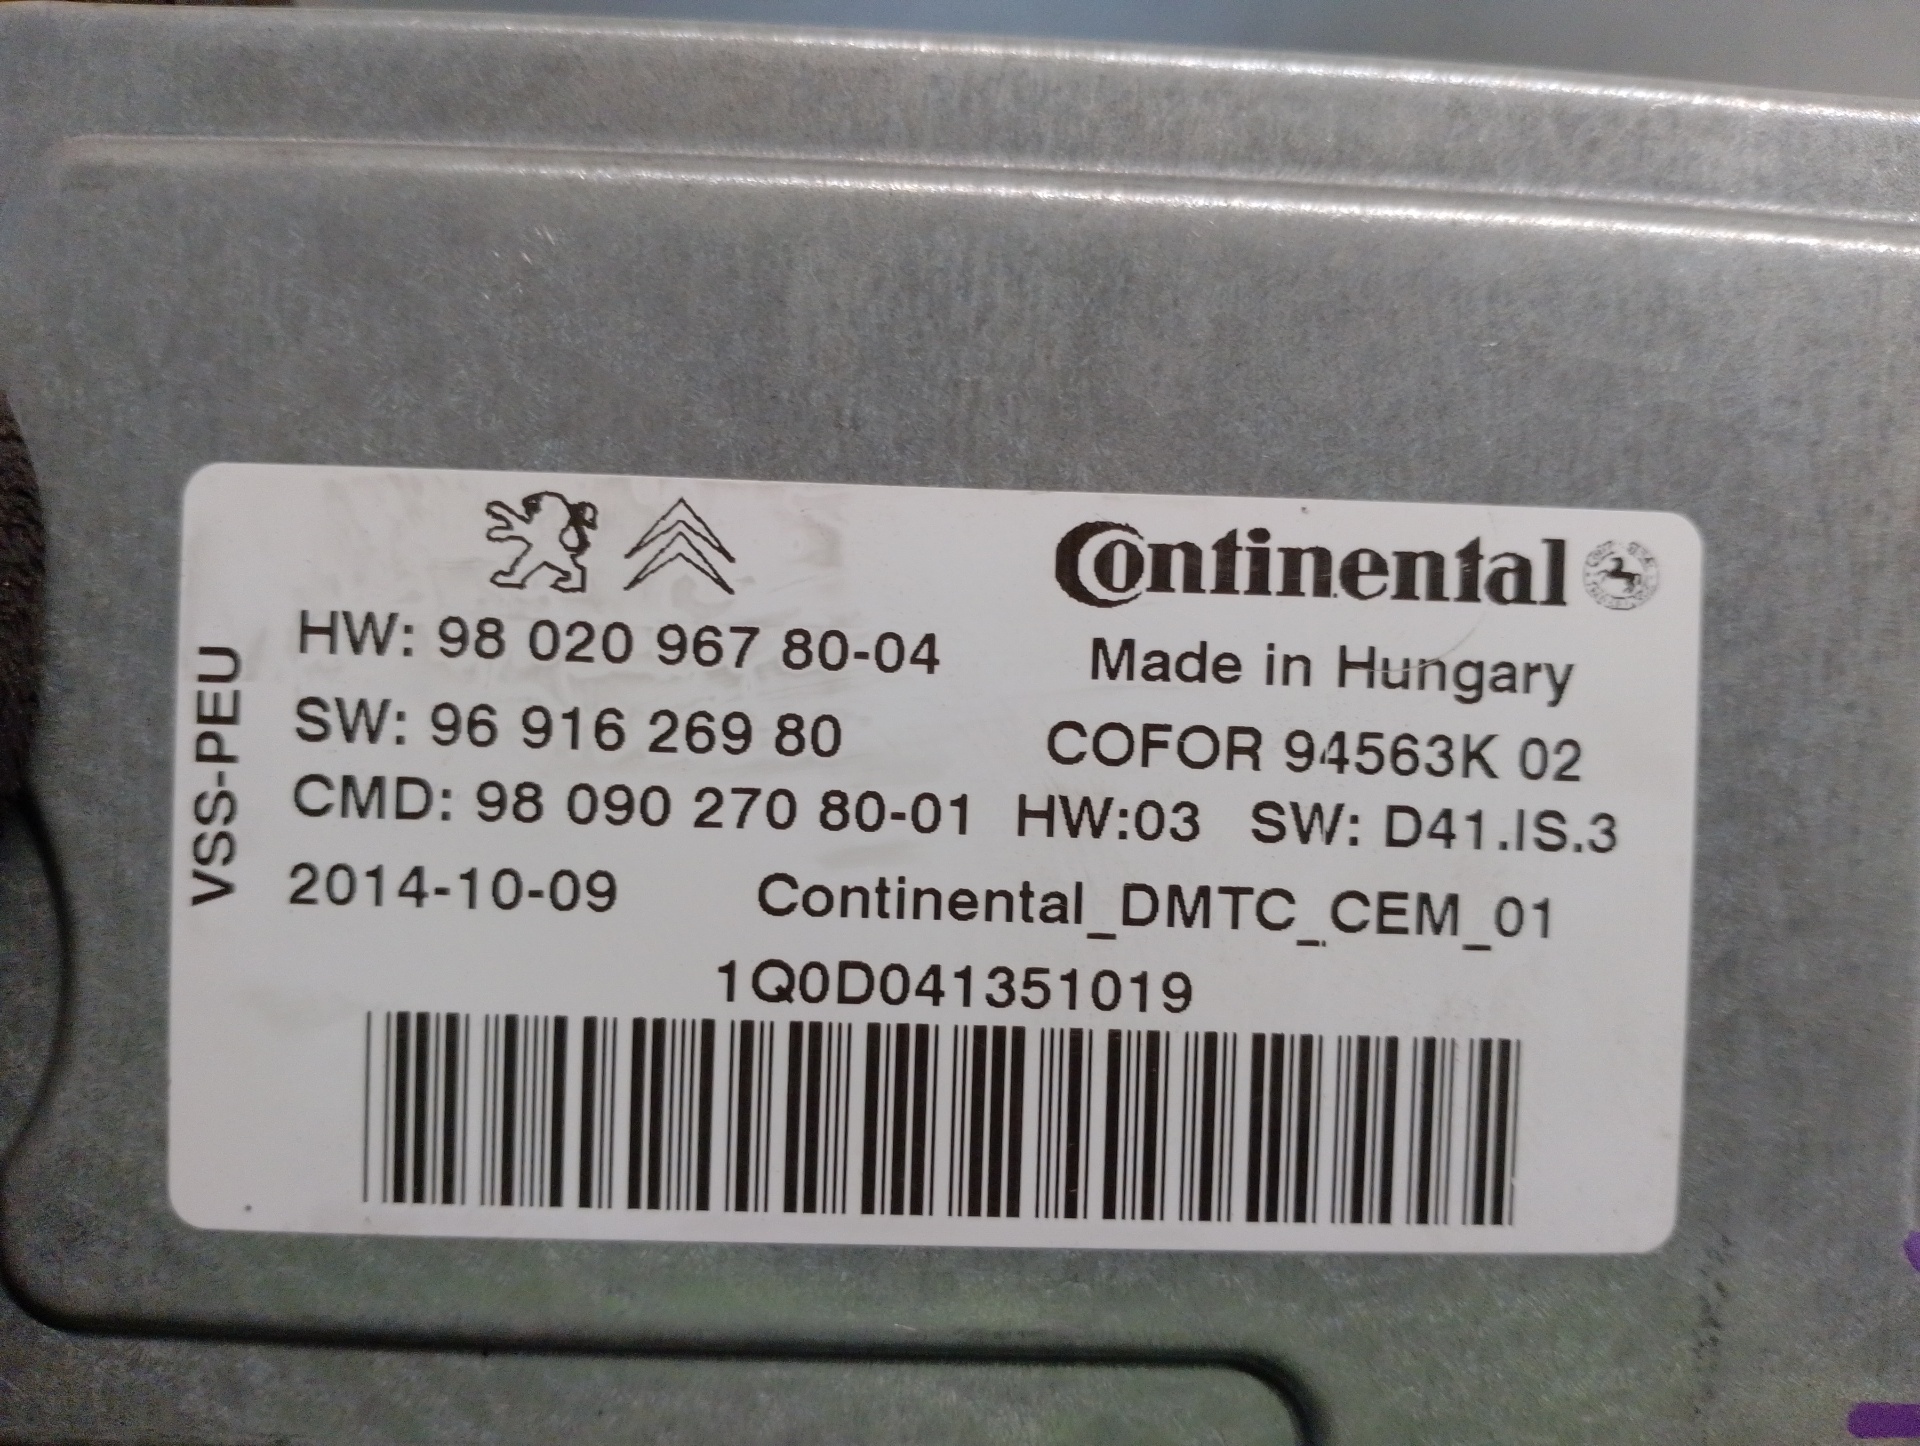 Continental
HW: 98 020 967 80-04
Made in Hungary
SW: 96 916 269 80
COFOR 94563K 02
CMD: 98 090 270 80-01 HW:03 SW: D41.IS.3
2014-10-09 Continental_DMTC_CEM_01
1Q0D041351019
VSS-PEU